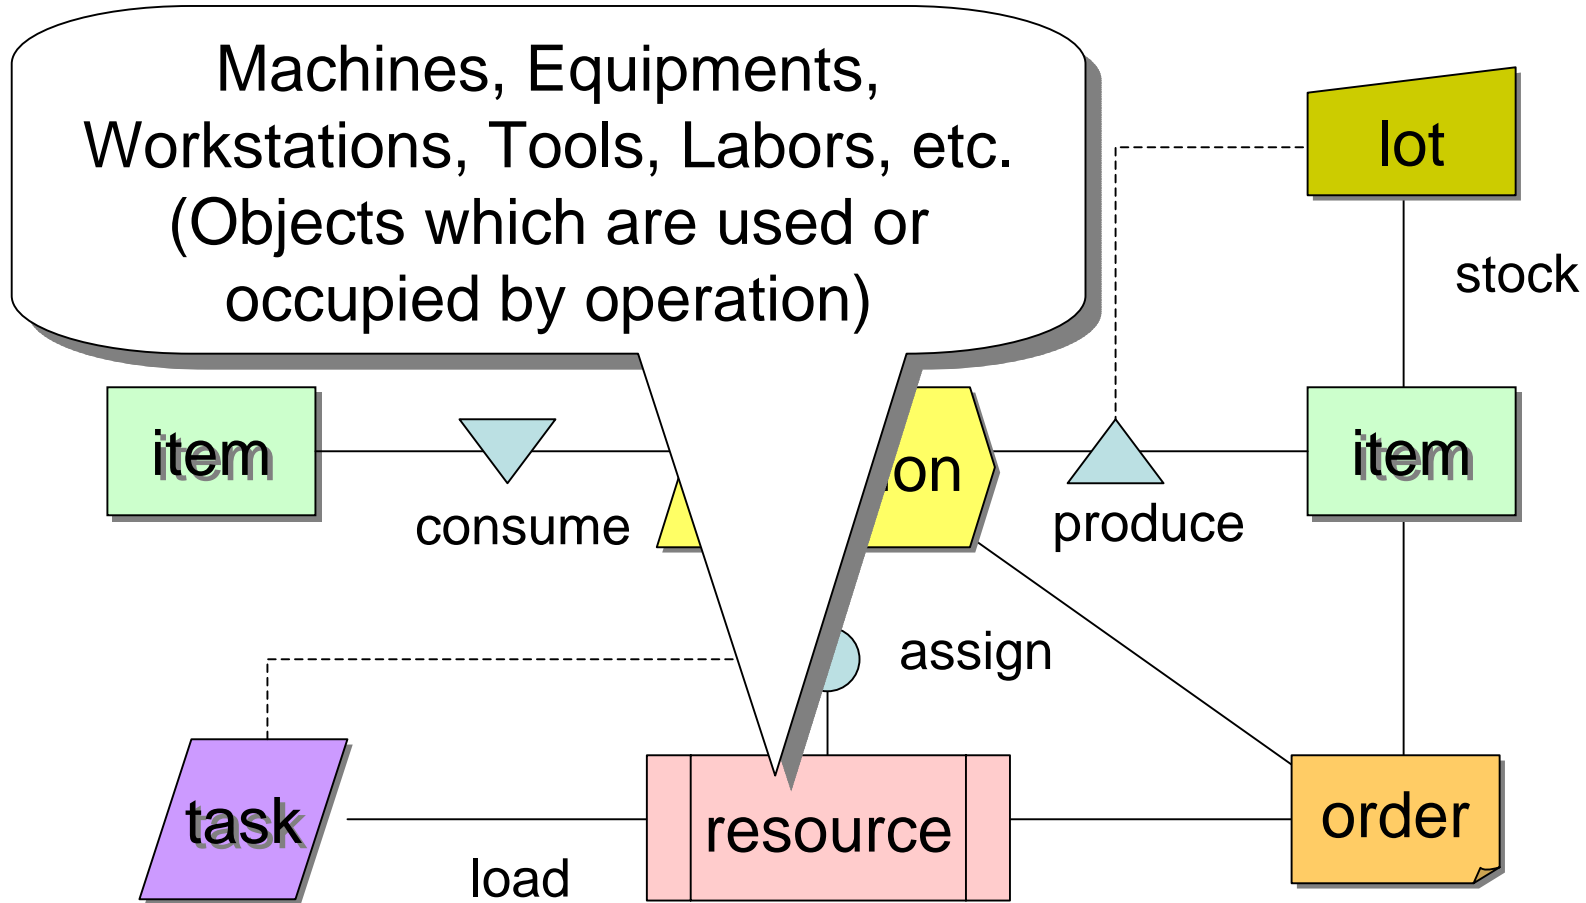 Machines, Equipments,
Workstations, Tools, Labors, etc.
(Objects which are used or
occupied by operation)
lot
stock
item
item
consume
produce
assign
task
resource
order
load